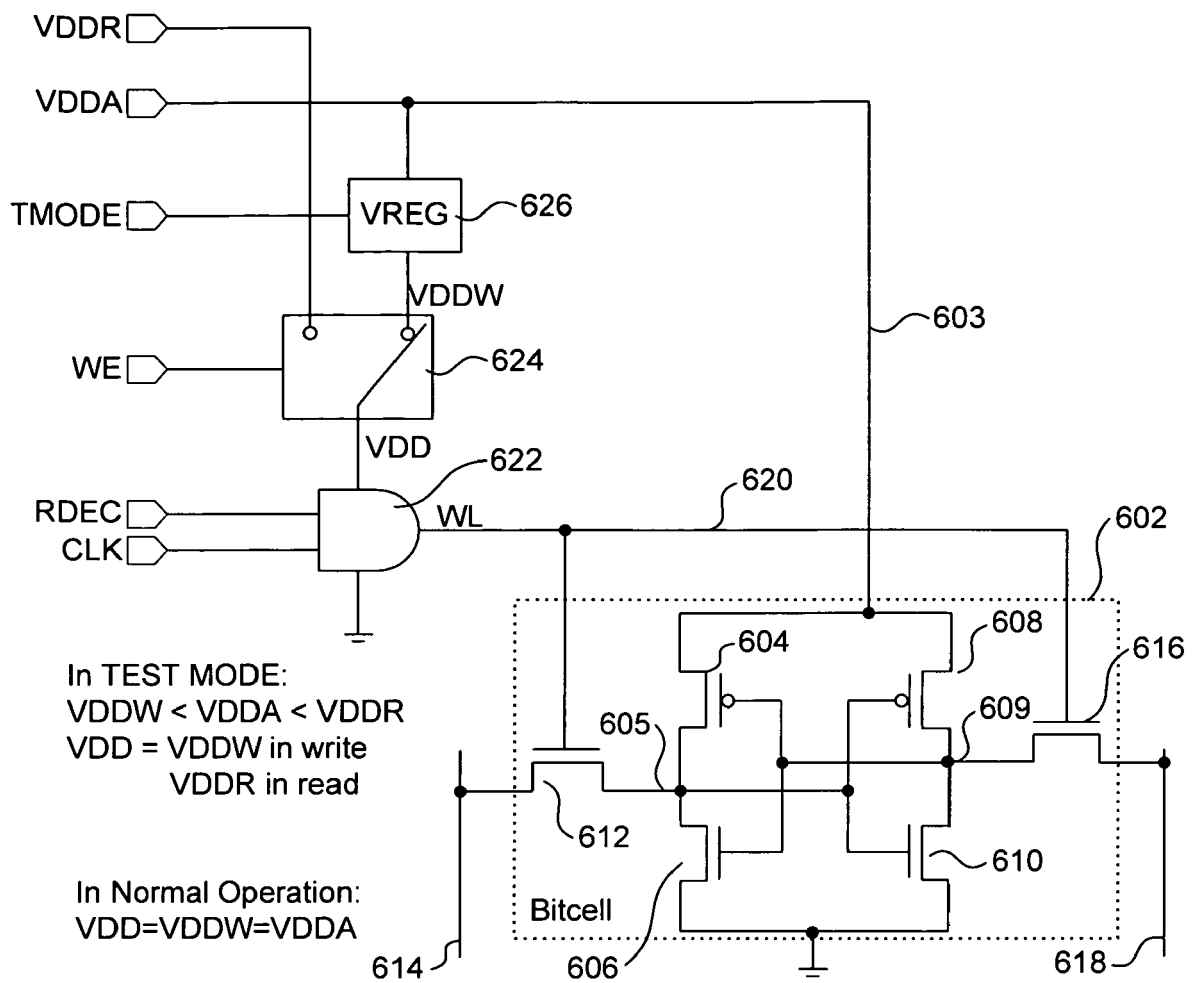 VDDR
VDDA
TMODE
VREG
626
VDDW
603
WE
624
VDD
622
RDEC
CLK
WL
620
602
604
608
616
In TEST MODE:
VDDW < VDDA < VDDR
VDD = VDDW in write
VDDR in read
605
609
612
610
In Normal Operation:
VDD=VDDW=VDDA
Bitcell
614
606
618